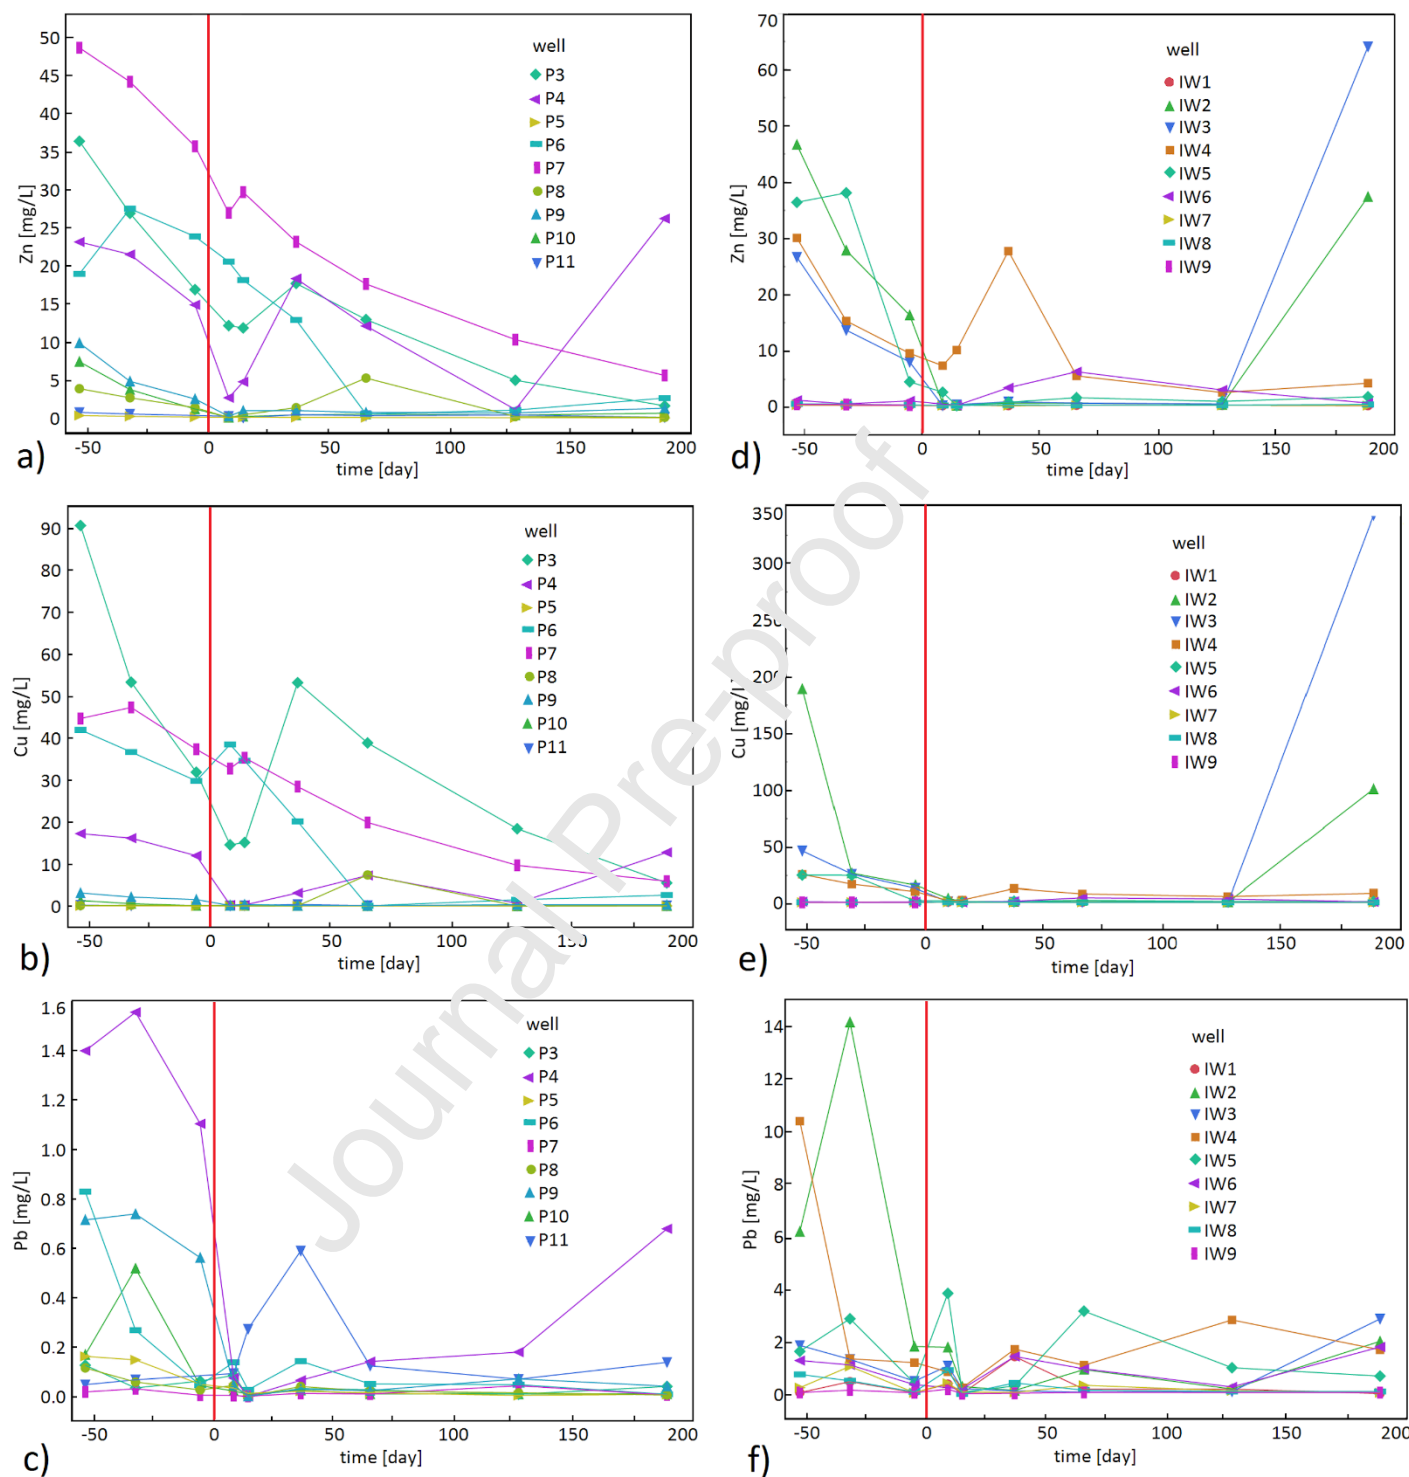 well
P3
P4
P5
P6
P7
P8
P9
P10
P11
50
45
40
35
30
25
20
15
10
5
0
Zn [mg/L]
-50
0
50
100
150
200
time [day]
a)
well
IW1
IW2
IW3
IW4
IW5
IW6
IW7
IW8
IW9
70
60
50
40
30
20
10
0
Zn [mg/L]
-50
0
50
100
150
200
time [day]
d)
well
P3
P4
P5
P6
P7
P8
P9
P10
P11
90
80
70
60
50
40
30
20
10
0
Cu [mg/L]
-50
0
50
100
150
200
time [day]
b)
well
IW1
IW2
IW3
IW4
IW5
IW6
IW7
IW8
IW9
350
300
250
200
150
100
50
0
Cu [mg/l
-50
0
50
100
150
200
time [day]
e)
well
P3
P4
P5
P6
P7
P8
P9
P10
P11
1.6
1.4
1.2
1.0
0.8
0.6
0.4
0.2
0.0
Pb [mg/L]
-50
0
50
100
150
200
time [day]
c)
well
IW1
IW2
IW3
IW4
IW5
IW6
IW7
IW8
IW9
14
12
10
8
6
4
2
0
Pb [mg/L]
-50
0
50
100
150
200
time [day]
f)
Journal Pre-proof